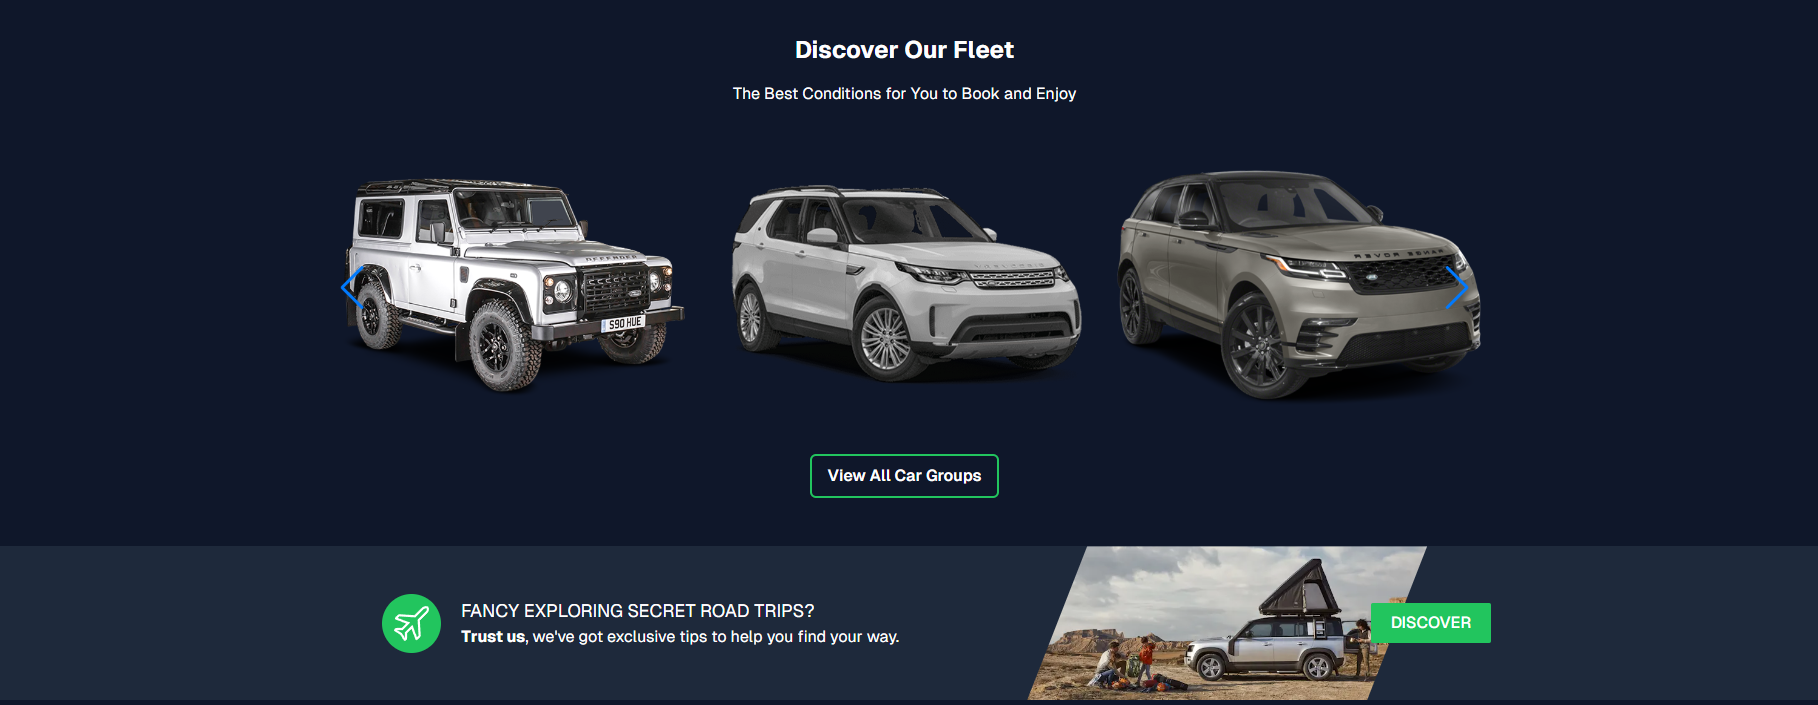 Discover Our Fleet
The Best Conditions for You to Book and Enjoy
DEFENDER
S90 HUE
View All Car Groups
FANCY EXPLORING SECRET ROAD TRIPS?
Trust us, we've got exclusive tips to help you find your way.
DISCOVER